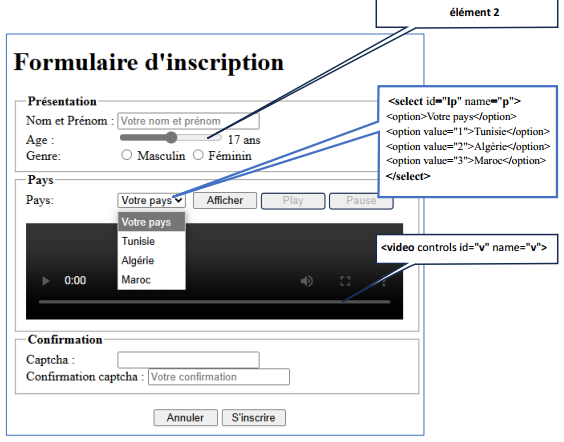 élément 2
Formulaire d'inscription
Présentation
Nom et Prénom : Votre nom et prénom
Age : 17 ans
Genre: Masculin Féminin
<select id="lp" name="p">
<option>Votre pays</option>
<option value="1">Tunisie</option>
<option value="2">Algérie</option>
<option value="3">Maroc</option>
</select>
Pays
Pays: Votre pays Afficher Play Pause
Votre pays
Tunisie
Algérie
Maroc
0:00
<video controls id="v" name="v">
Confirmation
Captcha :
Confirmation captcha : Votre confirmation
Annuler S'inscrire